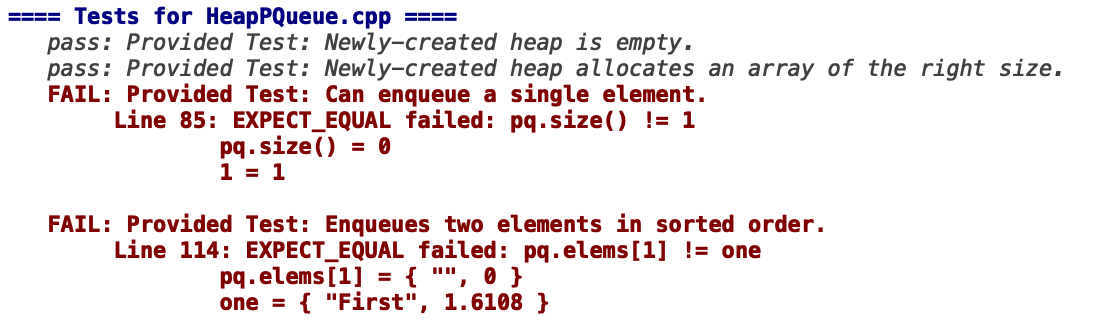 ==== Tests for HeapPQueue.cpp ====
pass: Provided Test: Newly-created heap is empty.
pass: Provided Test: Newly-created heap allocates an array of the right size.
FAIL: Provided Test: Can enqueue a single element.
Line 85: EXPECT_EQUAL failed: pq.size() != 1
pq.size() = 0
1 = 1
FAIL: Provided Test: Enqueues two elements in sorted order.
Line 114: EXPECT_EQUAL failed: pq.elems[1] != one
pq.elems[1] = { "", 0 }
one = { "First", 1.6108 }